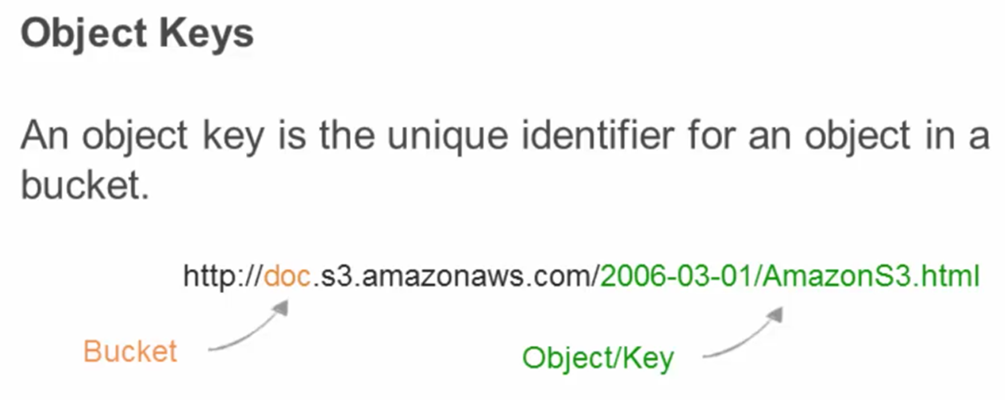 Object Keys
An object key is the unique identifier for an object in a
bucket.
http://doc.s3.amazonaws.com/2006-03-01/AmazonS3.html
Bucket
Object/Key